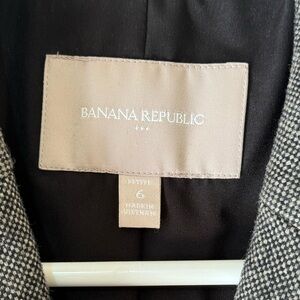 BANANA REPUBLIC
PETITE
6
MADE IN
VIETNAM